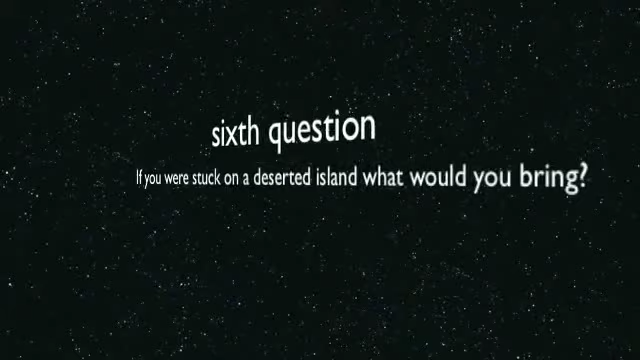 sixth question
If you were stuck on a deserted island what would you bring?